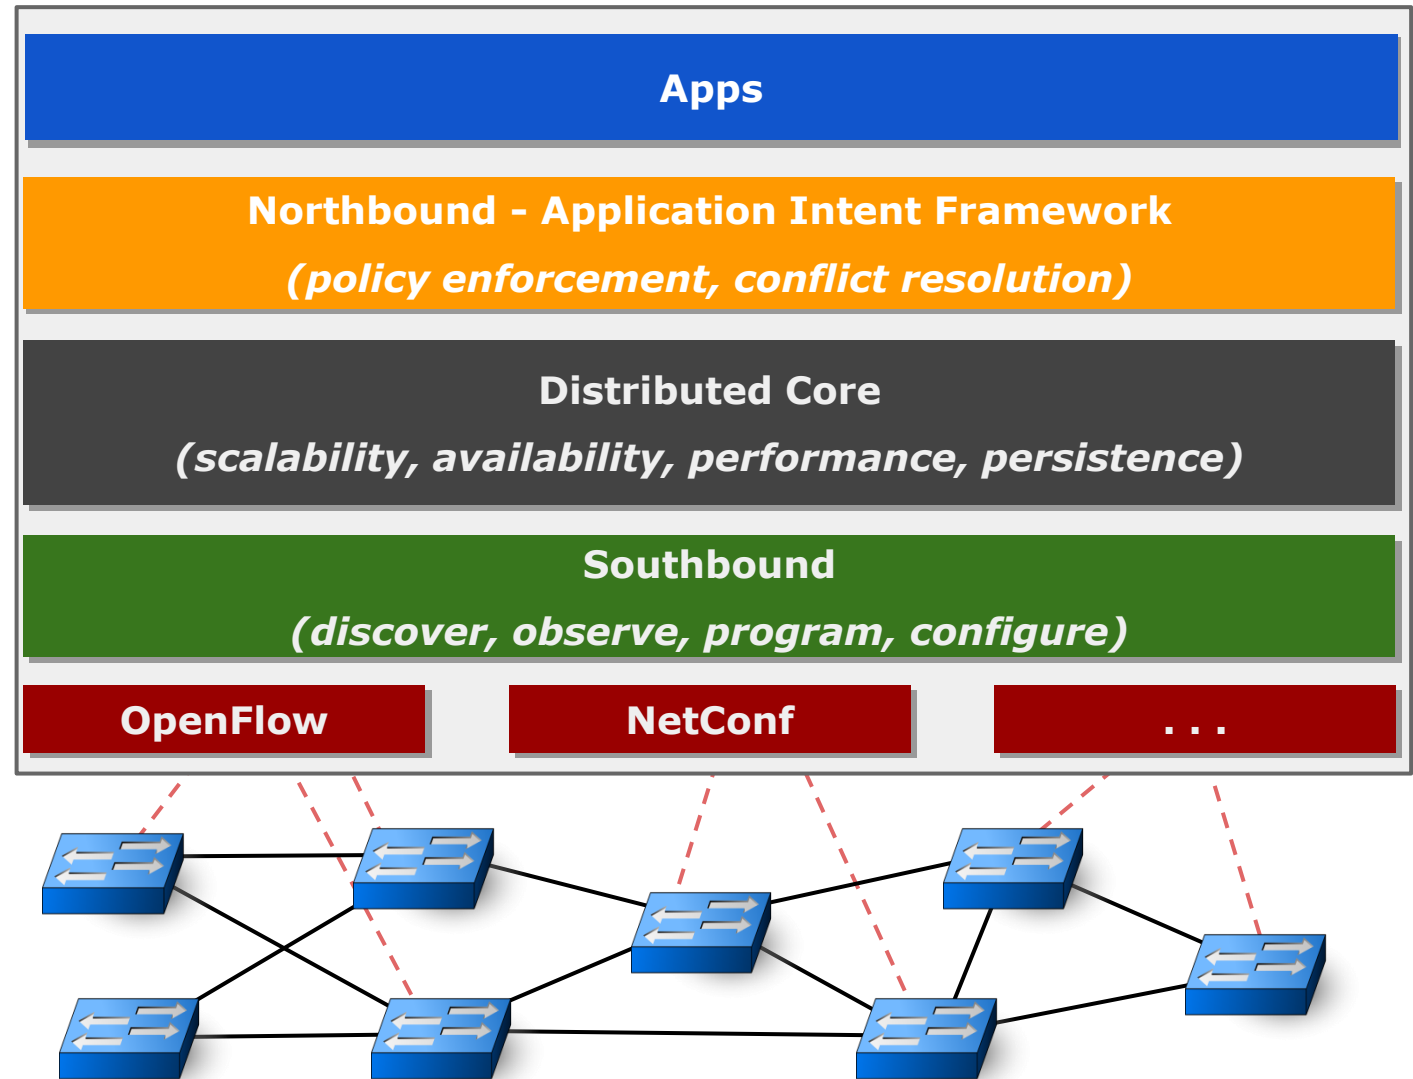 Apps
Northbound - Application Intent Framework
(policy enforcement, conflict resolution)
Distributed Core
(scalability, availability, performance, persistence)
Southbound
(discover, observe, program, configure)
OpenFlow
NetConf
. . .